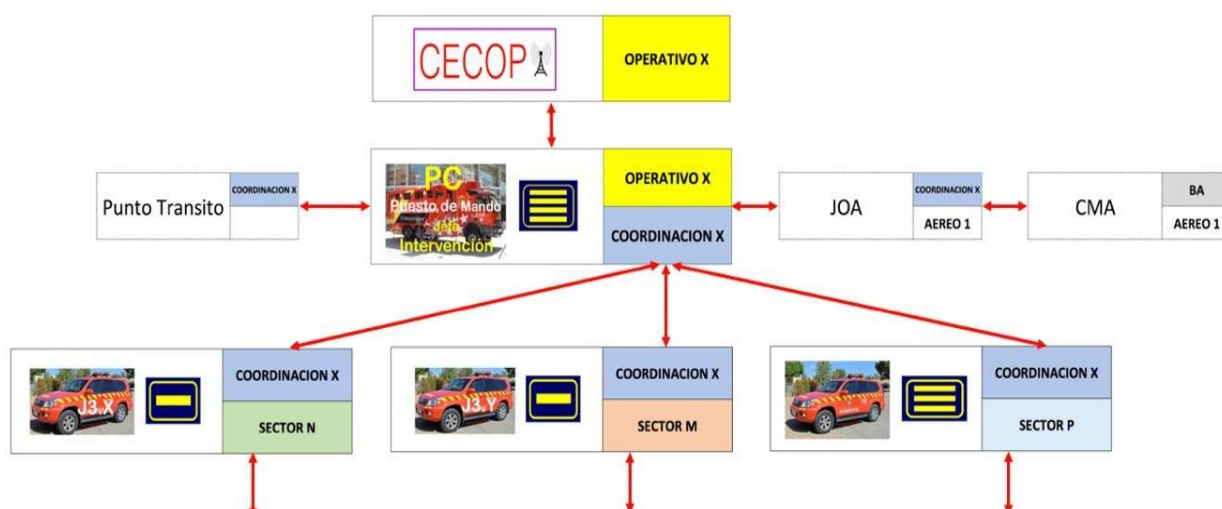 CECOP
OPERATIVO X
Punto Transito
COORDINACION X
PC
Puesto de Mando
Jefe
Intervención
OPERATIVO X
COORDINACION X
JOA
COORDINACION X
AEREO 1
CMA
BA
AEREO 1
J3.X
COORDINACION X
SECTOR N
J3.Y
COORDINACION X
SECTOR M
COORDINACION X
SECTOR P